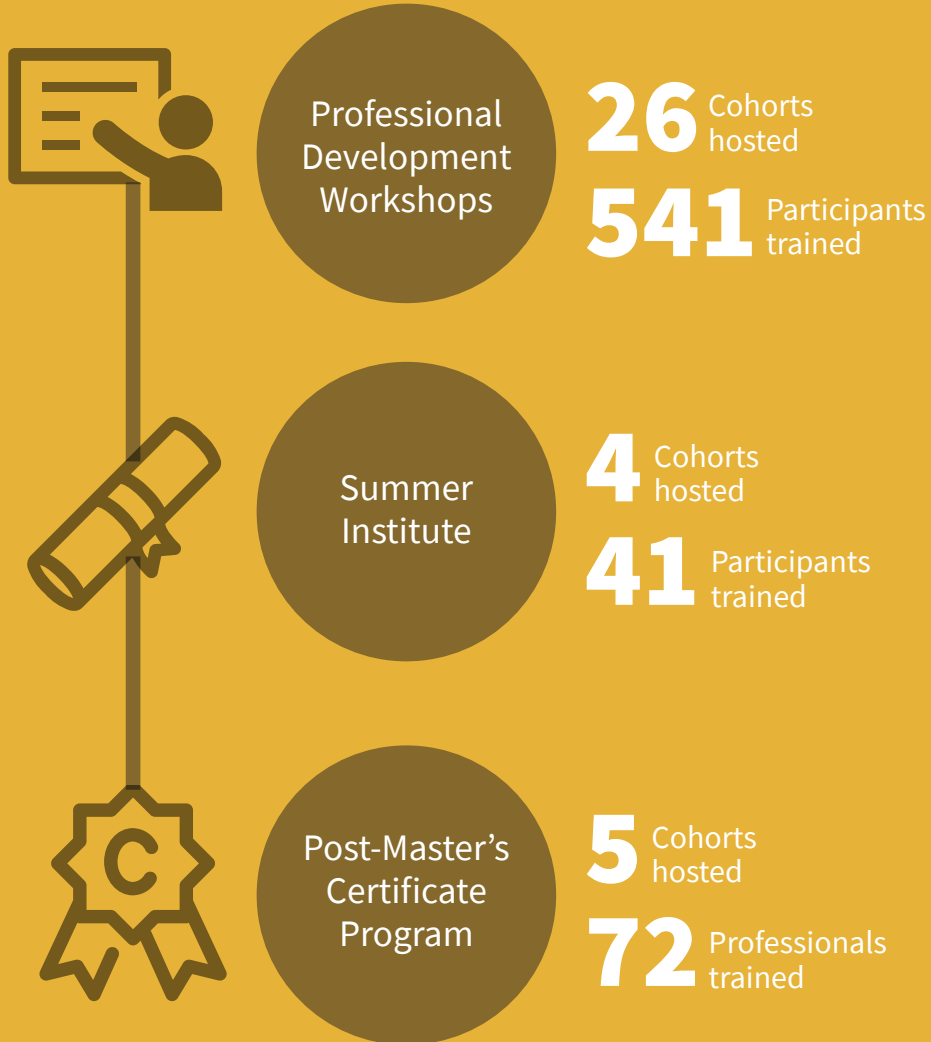 Professional
Development
Workshops
26 Cohorts
hosted
541 Participants
trained
Summer
Institute
4 Cohorts
hosted
41 Participants
trained
C
Post-Master’s
Certificate
Program
5 Cohorts
hosted
72 Professionals
trained